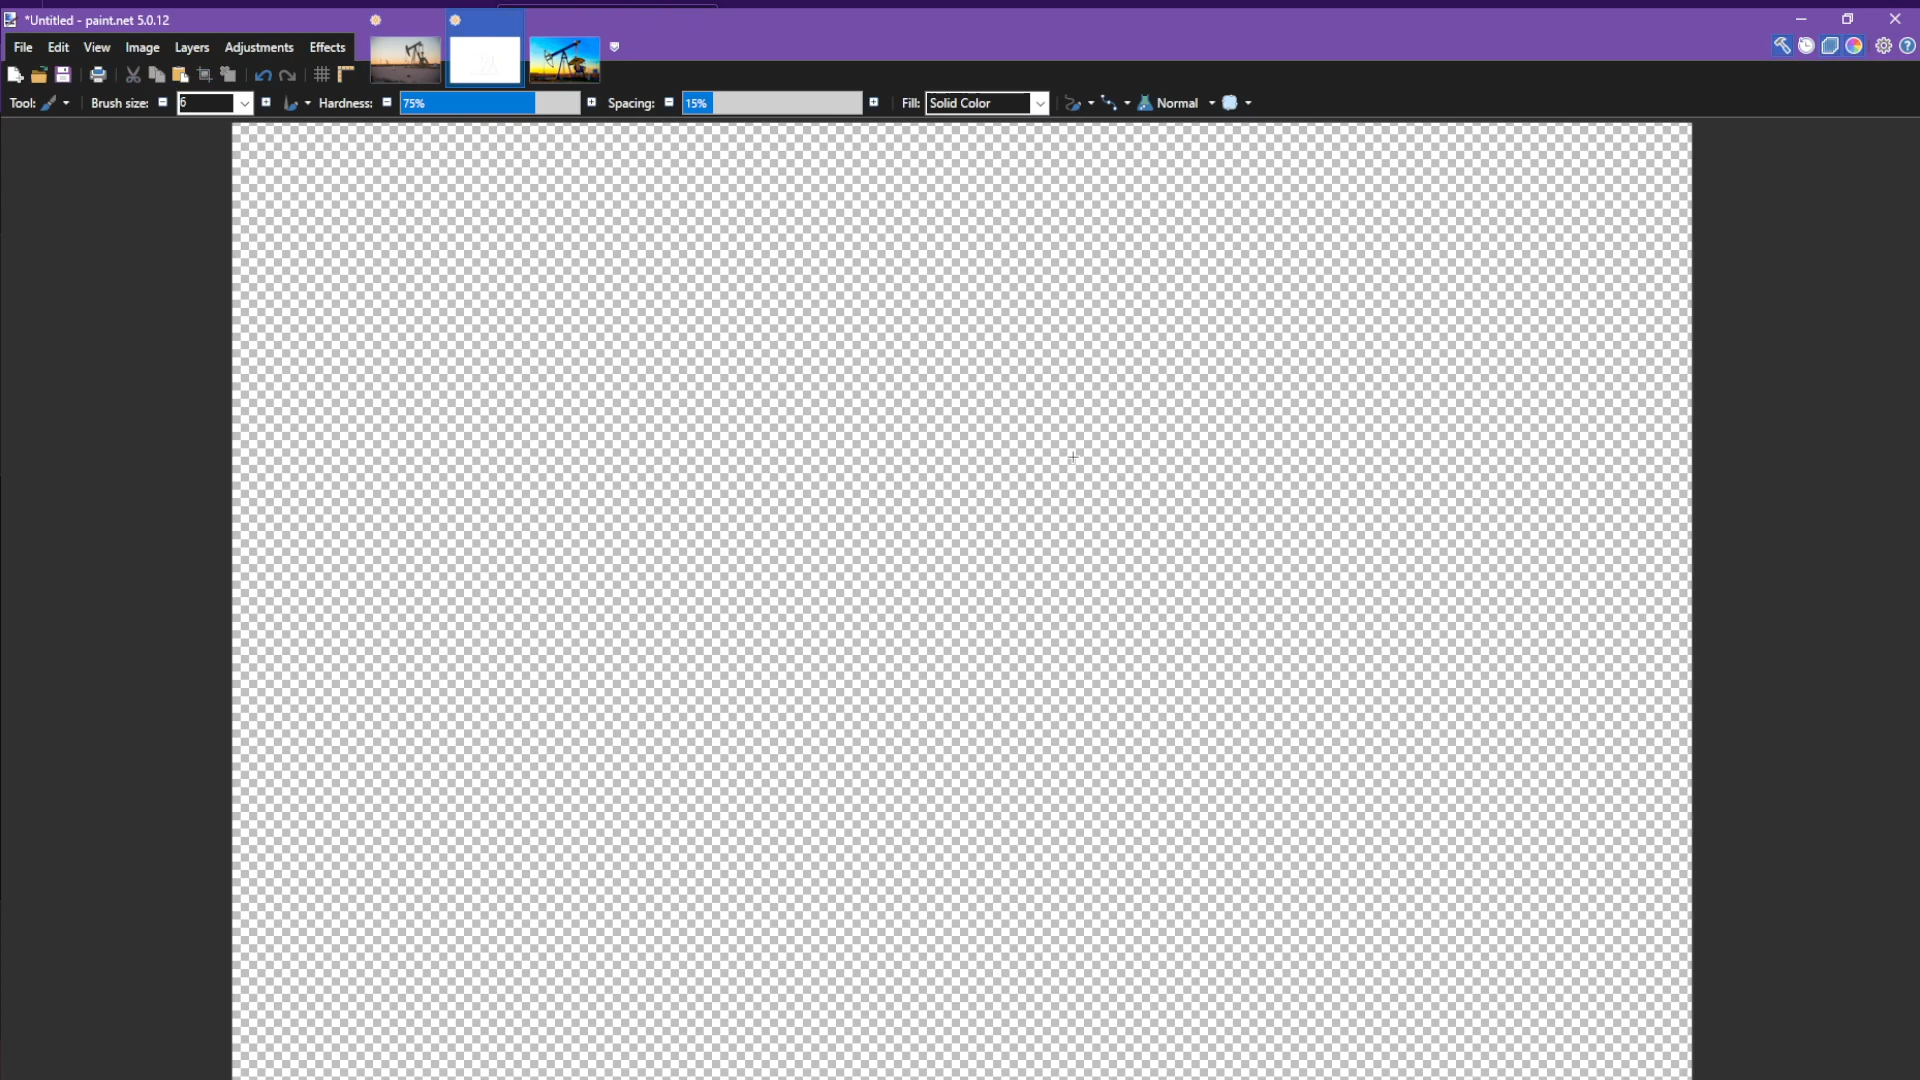 *Untitled - paint.net 5.0.12
File Edit View Image Layers Adjustments Effects
Tool: Brush size: 6 Hardness: 75% Spacing: 15% Fill: Solid Color Normal